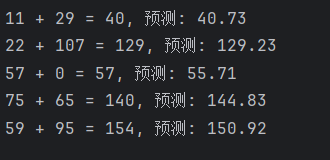 11 + 29 = 40, 预测: 40.73
22 + 107 = 129, 预测: 129.23
57 + 0 = 57, 预测: 55.71
75 + 65 = 140, 预测: 144.83
59 + 95 = 154, 预测: 150.92